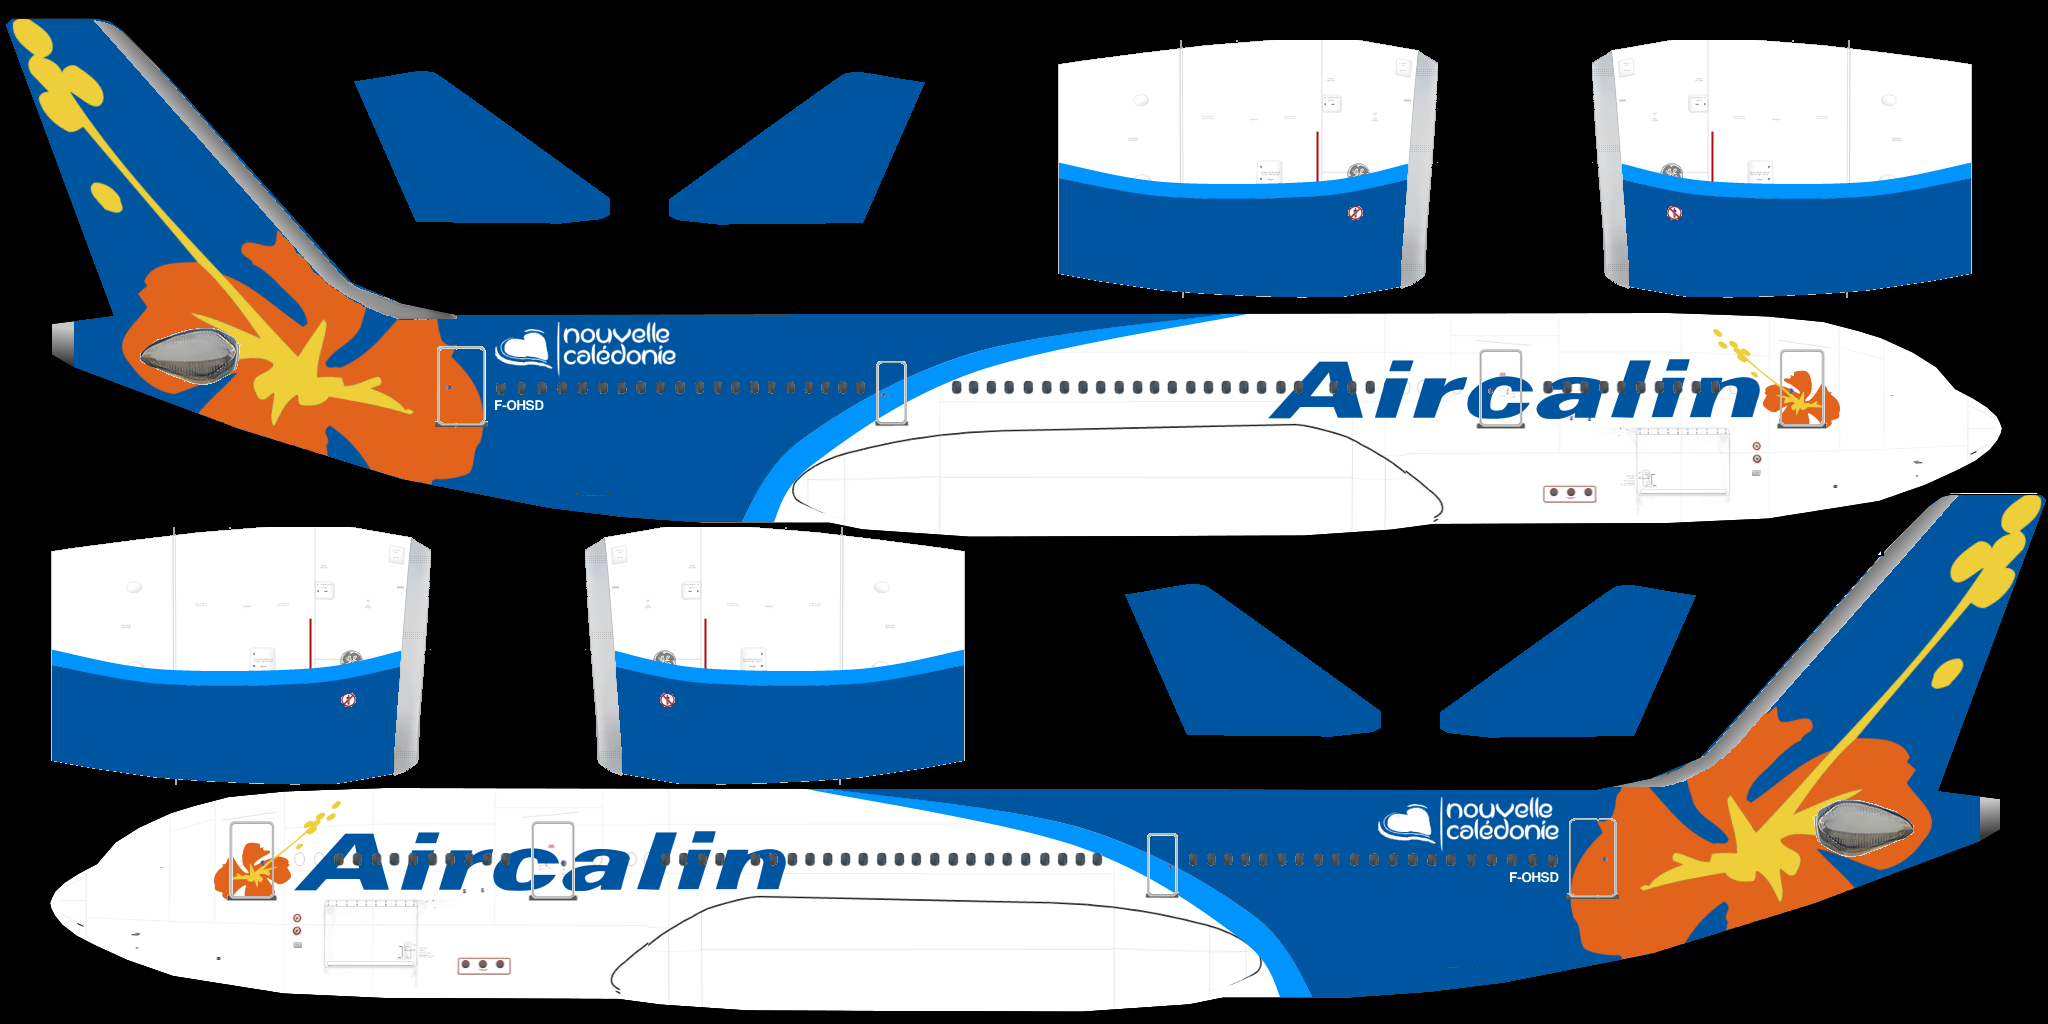 nouvelle
calédonie
F-OHSD
Aircalin
Aircalin
nouvelle
calédonie
F-OHSD